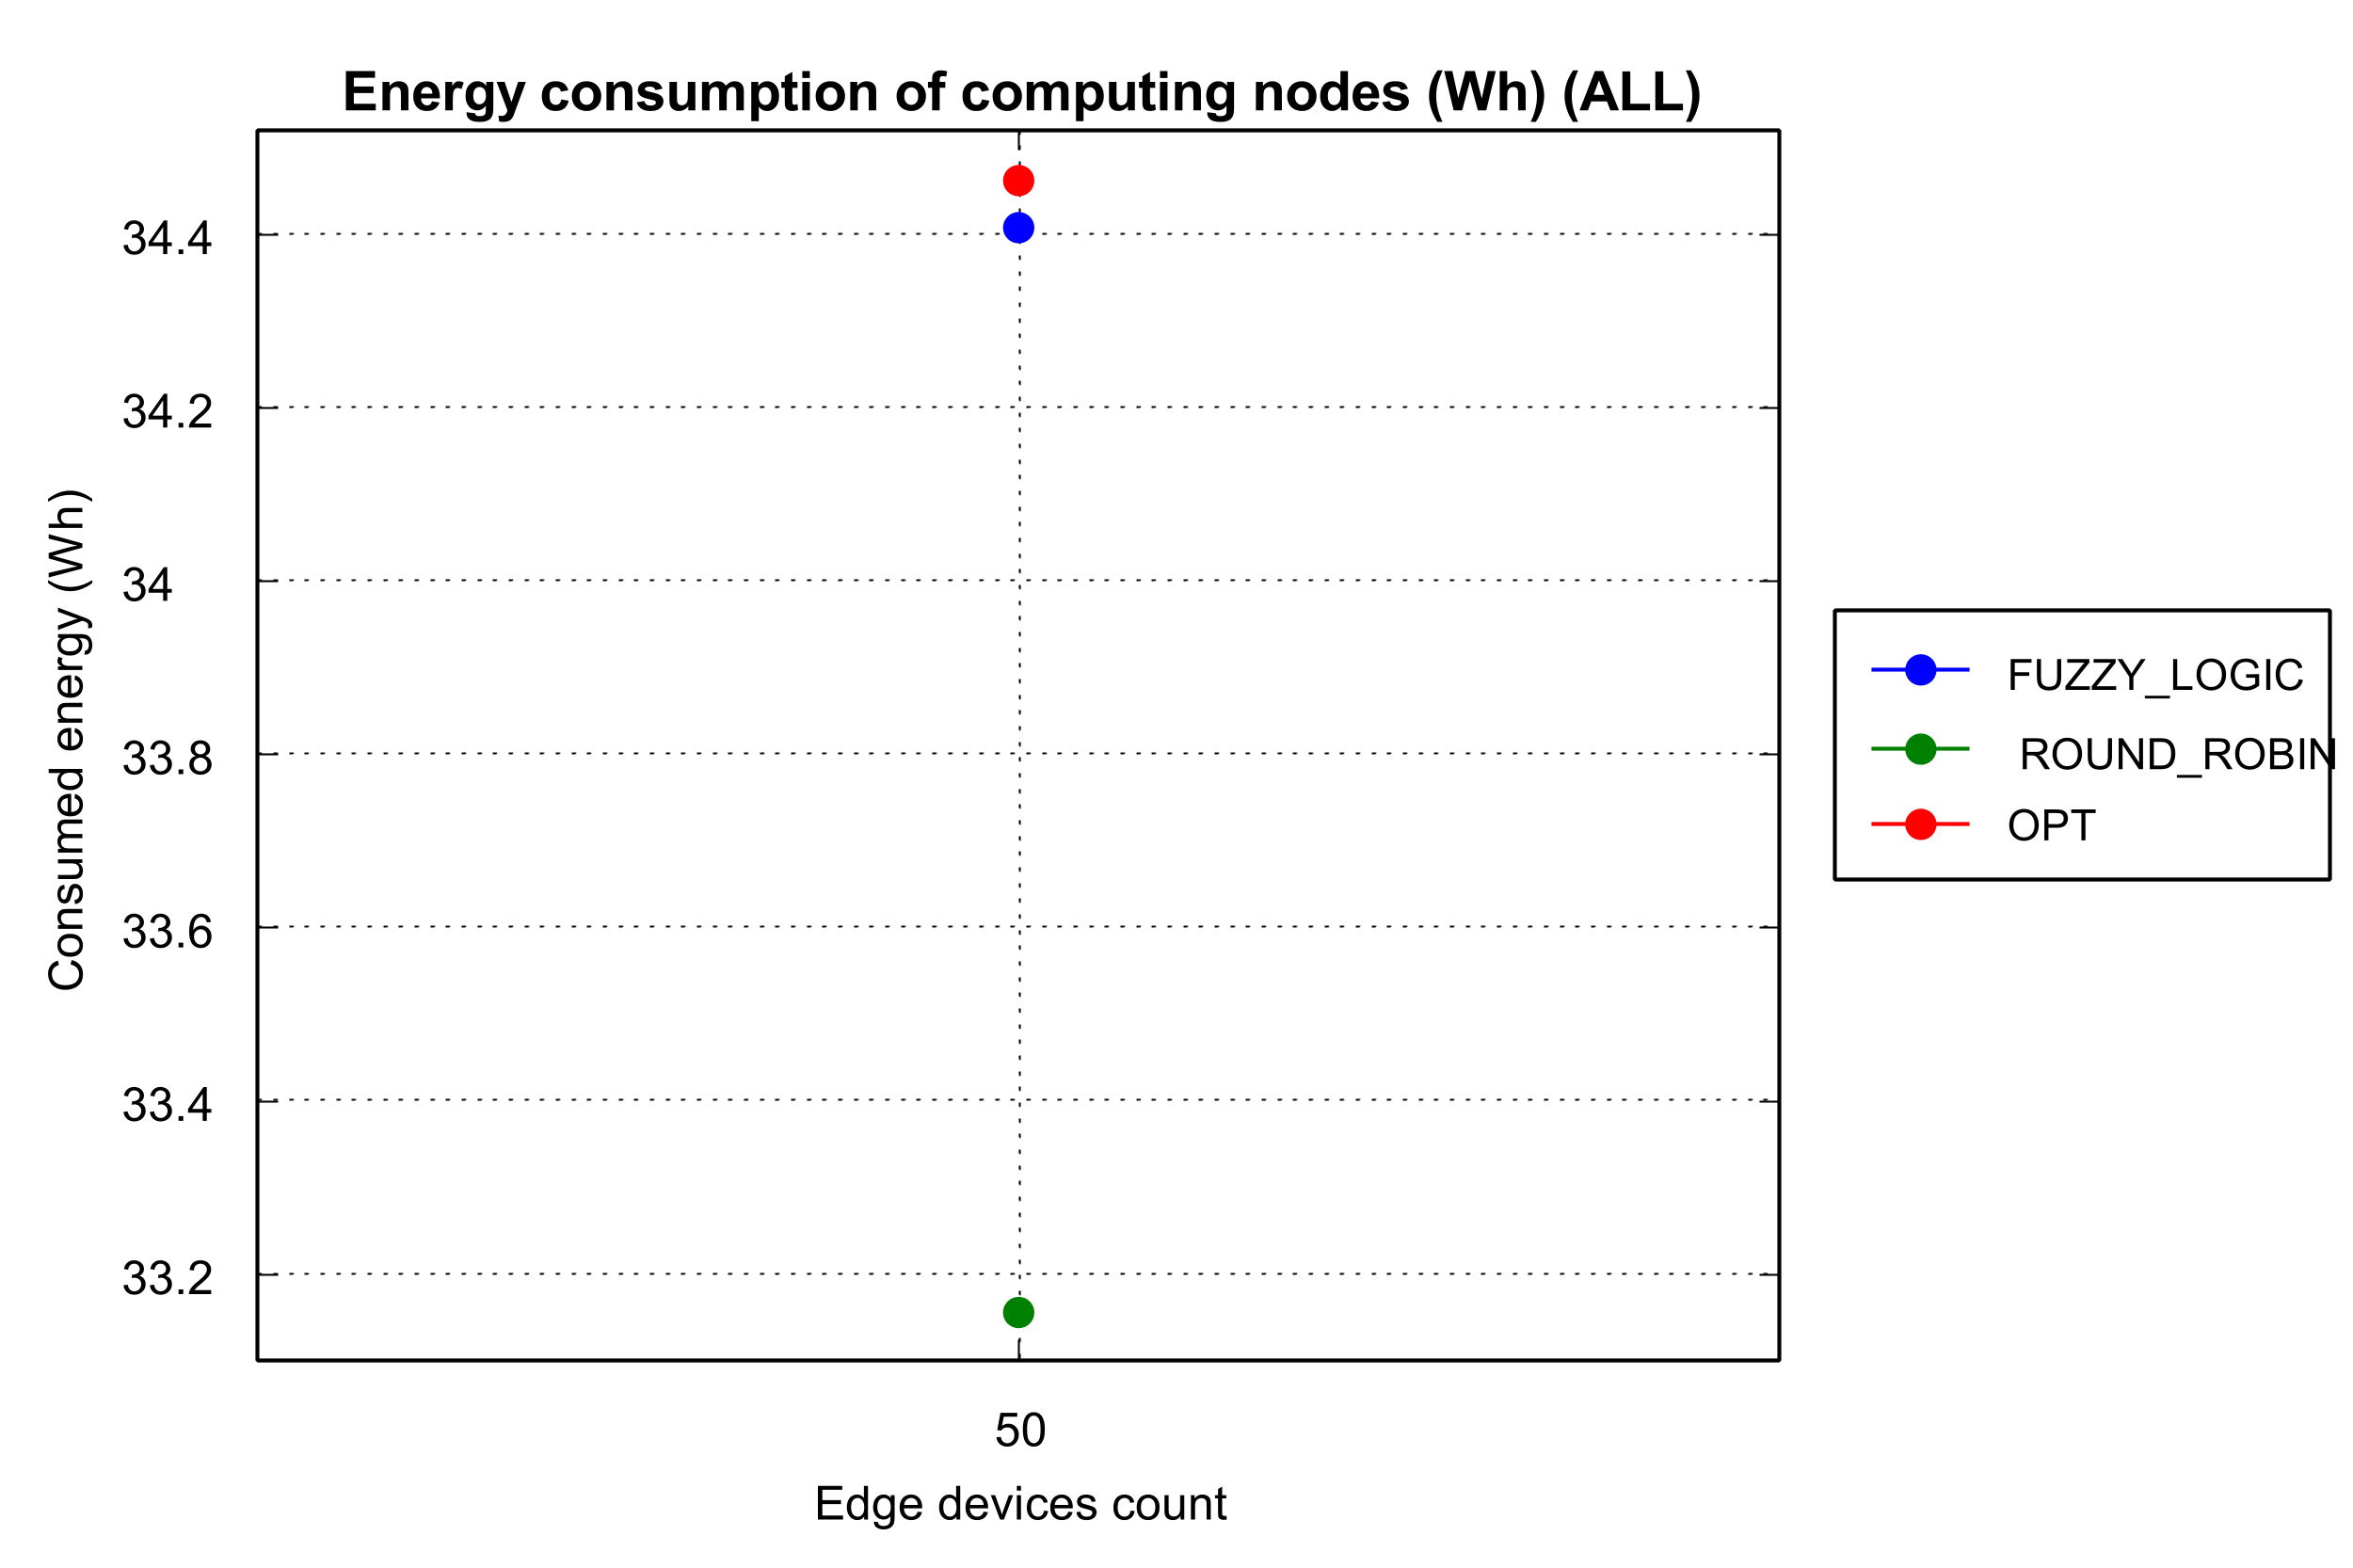 Energy consumption of computing nodes (Wh) (ALL)
Consumed energy (Wh)
34.4
34.2
34
33.8
33.6
33.4
33.2
50
Edge devices count
FUZZY_LOGIC
ROUND_ROBIN
OPT